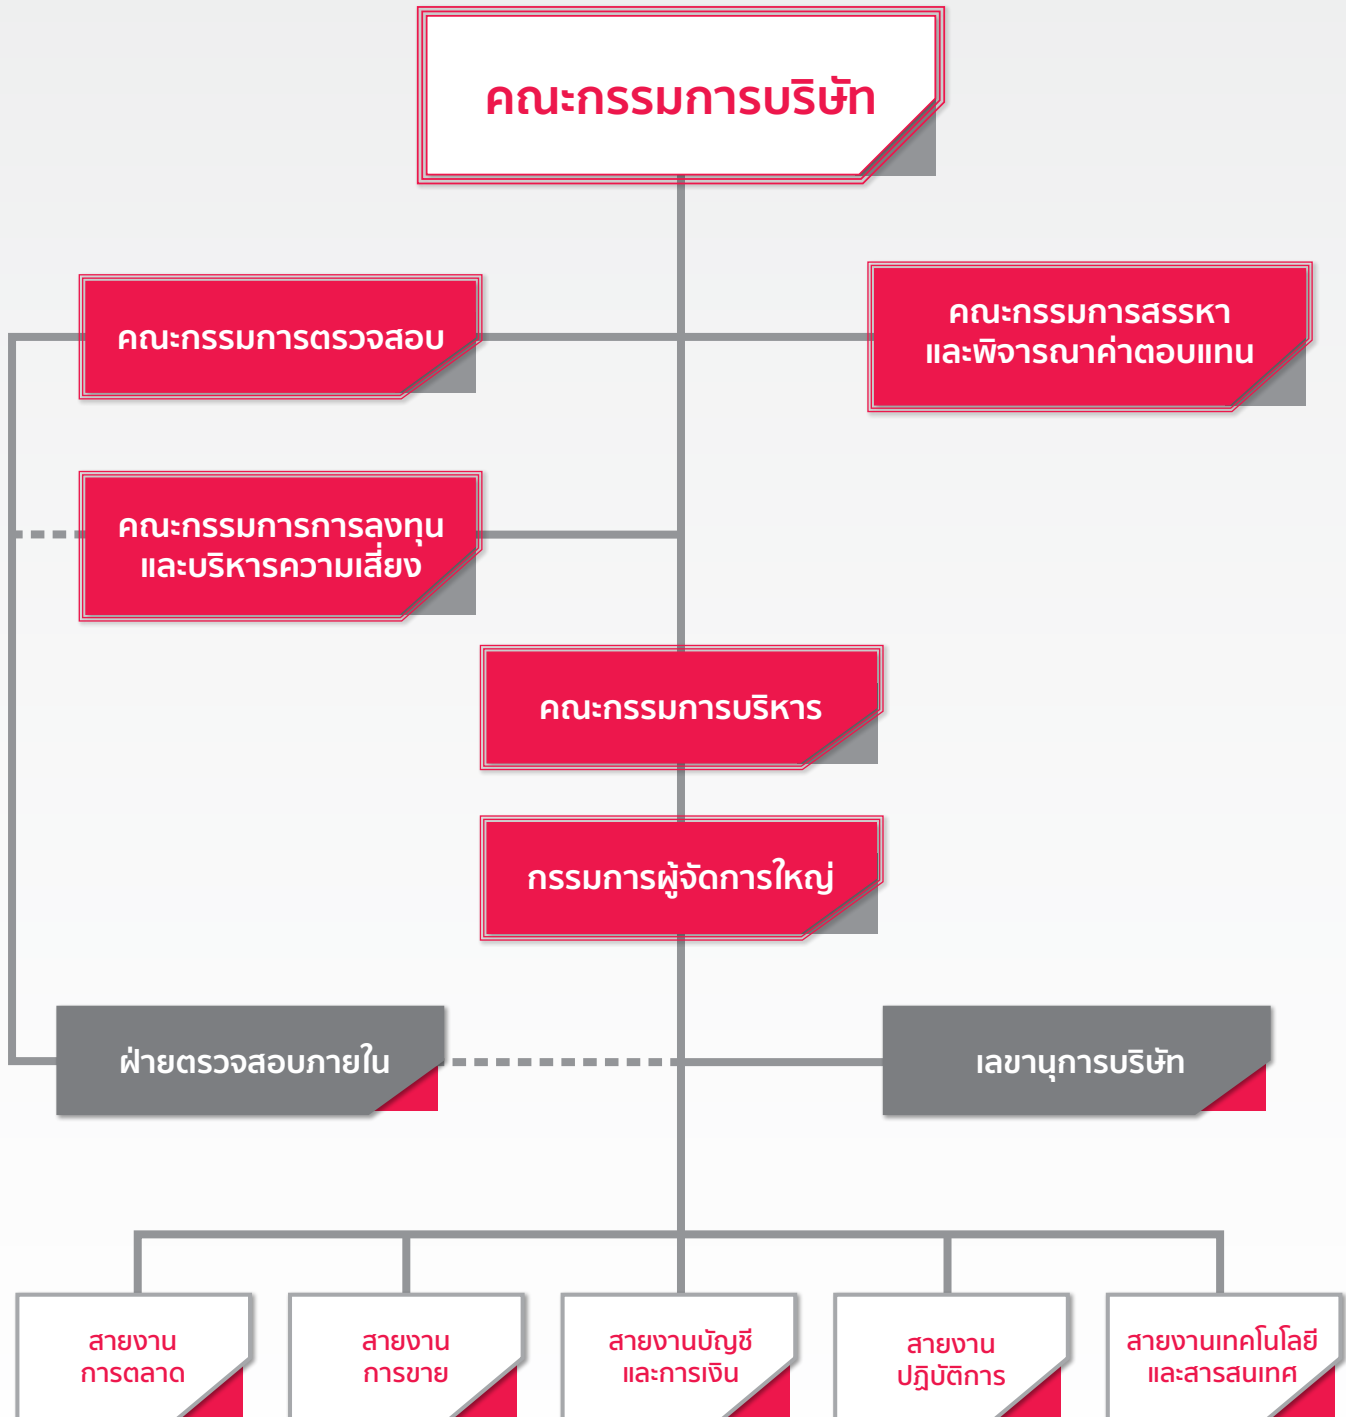 คณะกรรมการบริษัท
คณะกรรมการตรวจสอบ
คณะกรรมการสรรหา
และพิจารณาค่าตอบแทน
คณะกรรมการการลงทุน
และบริหารความเสี่ยง
คณะกรรมการบริหาร
กรรมการผู้จัดการใหญ่
ฝ่ายตรวจสอบภายใน
เลขานุการบริษัท
สายงาน
การตลาด
สายงาน
การขาย
สายงานบัญชี
และการเงิน
สายงาน
ปฏิบัติการ
สายงานเทคโนโลยี
และสารสนเทศ